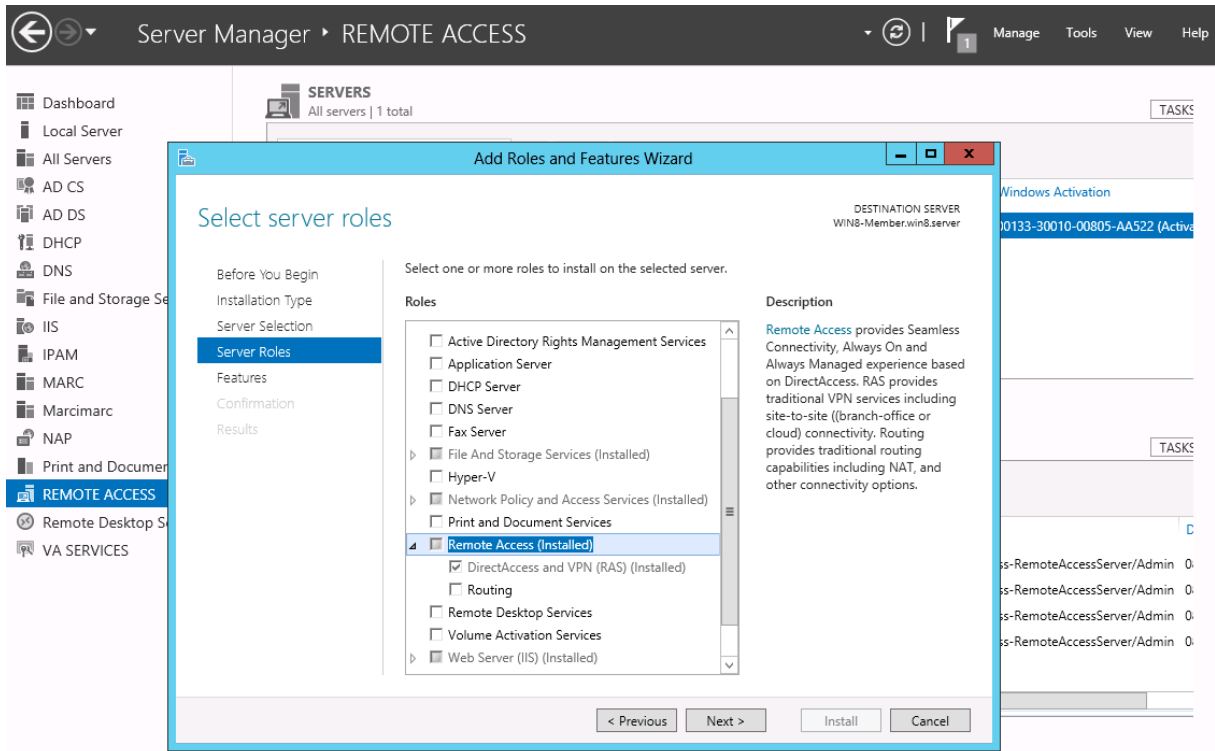 Server Manager ‣ REMOTE ACCESS
1
Manage
Tools
View
Help
Dashboard
Local Server
All Servers
AD CS
AD DS
DHCP
DNS
File and Storage Se
IIS
IPAM
MARC
Marcimarc
NAP
Print and Documen
REMOTE ACCESS
Remote Desktop S
VA SERVICES
SERVERS
All servers | 1 total
TASKS
Windows Activation
00133-30010-00805-AA522 (Activa
TASKS
D
ss-RemoteAccessServer/Admin 0
ss-RemoteAccessServer/Admin 0
ss-RemoteAccessServer/Admin 0
ss-RemoteAccessServer/Admin 0
Add Roles and Features Wizard
Select server roles
DESTINATION SERVER
WIN8-Member.win8.server
Before You Begin
Installation Type
Server Selection
Server Roles
Features
Confirmation
Results
Select one or more roles to install on the selected server.
Roles
Active Directory Rights Management Services
Application Server
DHCP Server
DNS Server
Fax Server
File And Storage Services (Installed)
Hyper-V
Network Policy and Access Services (Installed)
Print and Document Services
Remote Access (Installed)
DirectAccess and VPN (RAS) (Installed)
Routing
Remote Desktop Services
Volume Activation Services
Web Server (IIS) (Installed)
Description
Remote Access provides Seamless
Connectivity, Always On and
Always Managed experience based
on DirectAccess. RAS provides
traditional VPN services including
site-to-site ((branch-office or
cloud) connectivity. Routing
provides traditional routing
capabilities including NAT, and
other connectivity options.
< Previous
Next >
Install
Cancel